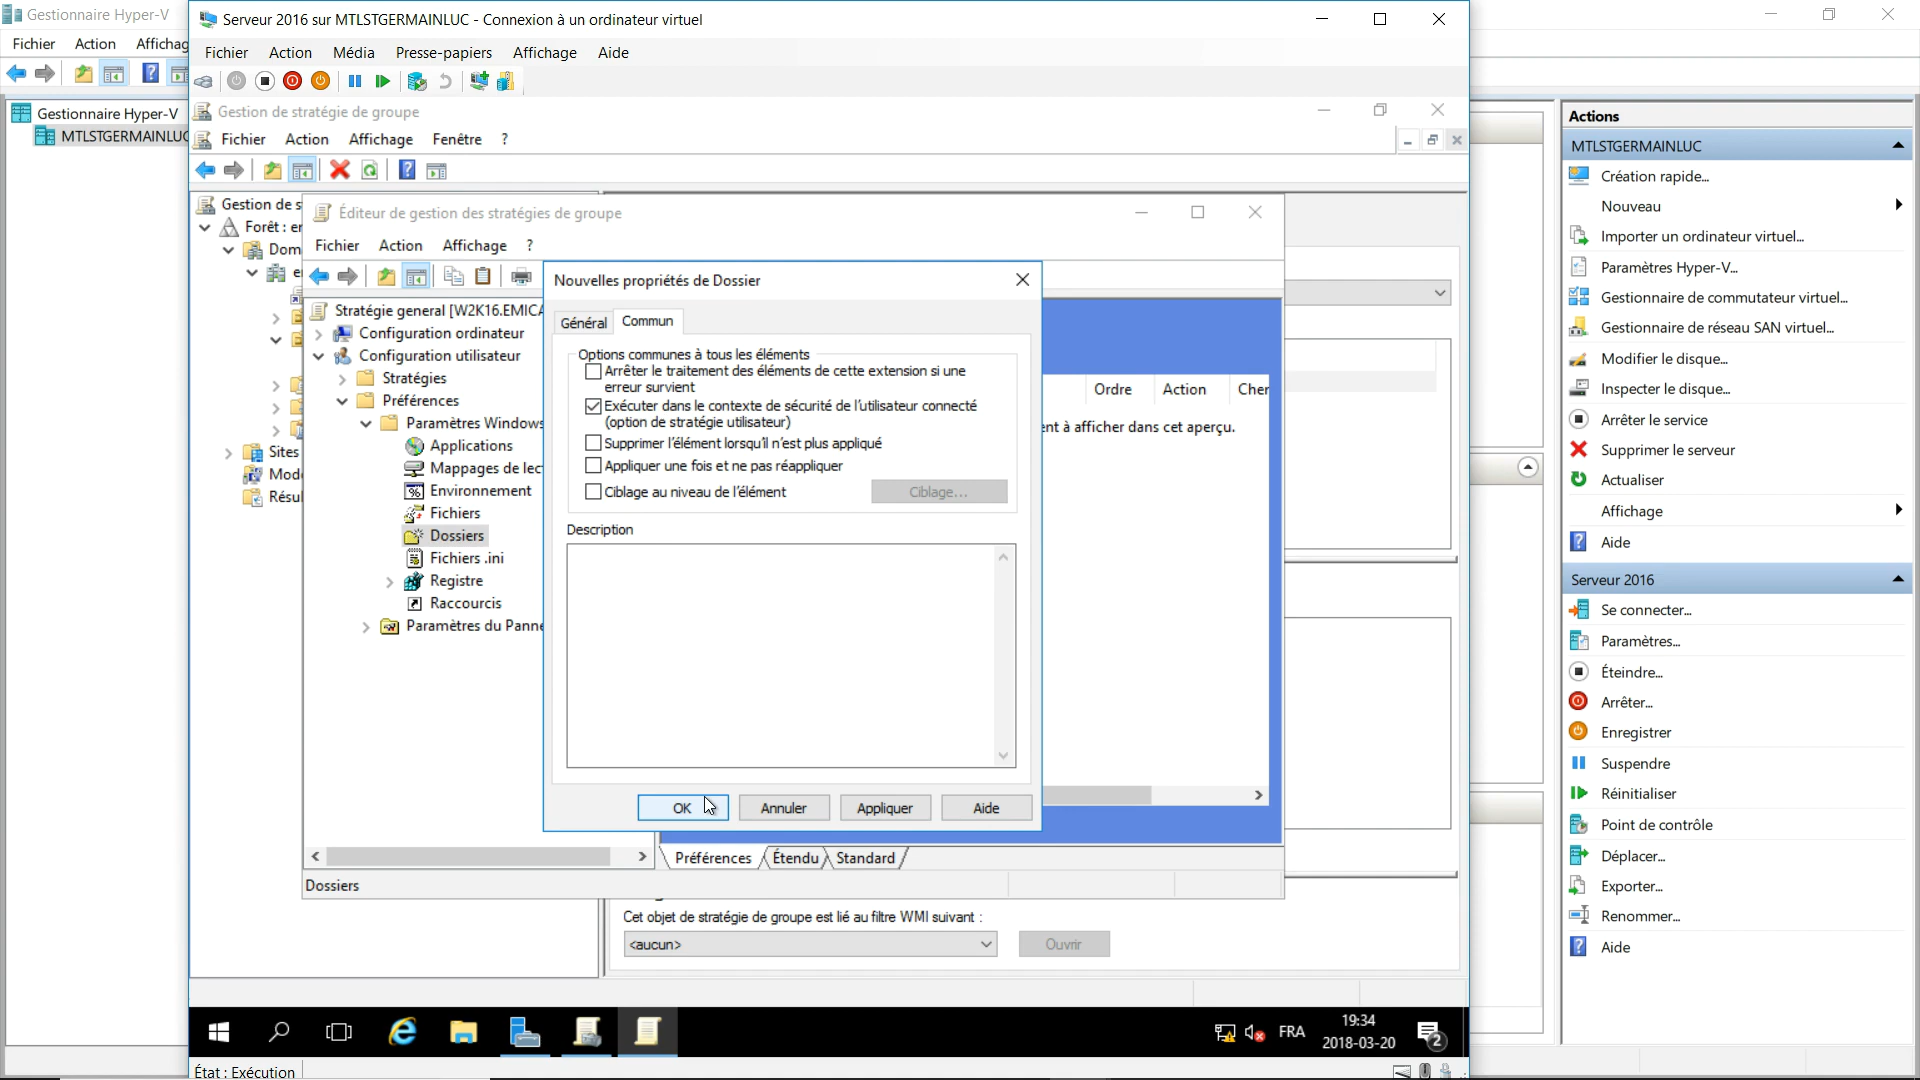 Gestionnaire Hyper-V
Fichier Action Affichag
Gestionnaire Hyper-V
MTLSTGERMAINLUC
Serveur 2016 sur MTLSTGERMAINLUC - Connexion à un ordinateur virtuel
Fichier Action Média Presse-papiers Affichage Aide
Gestion de stratégie de groupe
Fichier Action Affichage Fenêtre ?
Gestion de s
Forêt : er
Dom
Sites
Mode
Résul
Éditeur de gestion des stratégies de groupe
Fichier Action Affichage ?
Stratégie general [W2K16.EMICA
Configuration ordinateur
Configuration utilisateur
Stratégies
Préférences
Paramètres Windows
Applications
Mappages de lect
Environnement
Fichiers
Dossiers
Fichiers .ini
Registre
Raccourcis
Paramètres du Panne
Nouvelles propriétés de Dossier
Général Commun
Options communes à tous les éléments
Arrêter le traitement des éléments de cette extension si une
erreur survient
Exécuter dans le contexte de sécurité de l'utilisateur connecté
(option de stratégie utilisateur)
Supprimer l'élément lorsqu'il n'est plus appliqué
Appliquer une fois et ne pas réappliquer
Ciblage au niveau de l'élément Ciblage...
Description
OK Annuler Appliquer Aide
Ordre Action Cher
ent à afficher dans cet aperçu.
Préférences Étendu Standard
Dossiers
Cet objet de stratégie de groupe est lié au filtre WMI suivant :
<aucun> Ouvrir
FRA
19:34
2018-03-20
2
État : Exécution
Actions
MTLSTGERMAINLUC
Création rapide...
Nouveau
Importer un ordinateur virtuel...
Paramètres Hyper-V...
Gestionnaire de commutateur virtuel...
Gestionnaire de réseau SAN virtuel...
Modifier le disque...
Inspecter le disque...
Arrêter le service
Supprimer le serveur
Actualiser
Affichage
Aide
Serveur 2016
Se connecter...
Paramètres...
Éteindre...
Arrêter...
Enregistrer
Suspendre
Réinitialiser
Point de contrôle
Déplacer...
Exporter...
Renommer...
Aide